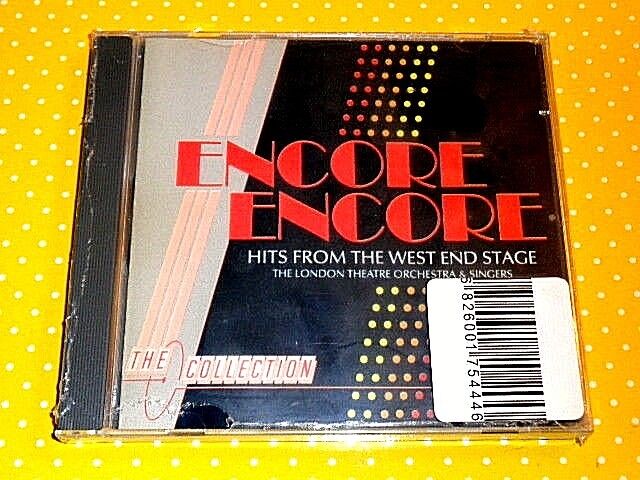 ENCORE
ENCORE
HITS FROM THE WEST END STAGE
THE LONDON THEATRE ORCHESTRA & SINGERS
THE COLLECTION